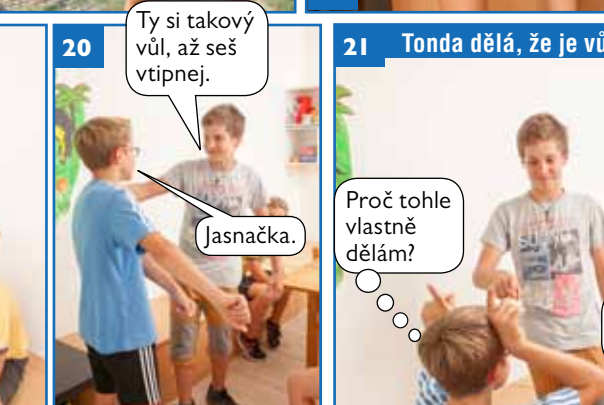 20
Ty si takový
vůl, až seš
vtipnej.
Jasnačka.
21 Tonda dělá, že je vů
Proč tohle
vlastně
dělám?